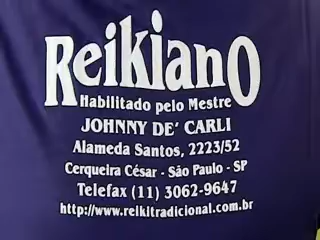 ReikianO
Habilitado pelo Mestre
JOHNNY DE' CARLI
Alameda Santos, 2223/52
Cerqueira César - São Paulo - SP
Telefax (11) 3062-9647
http://www.reikitradicional.com.br